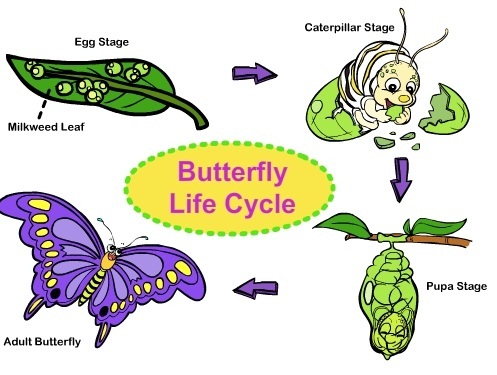 Egg Stage
Caterpillar Stage
Milkweed Leaf
Butterfly
Life Cycle
Pupa Stage
Adult Butterfly